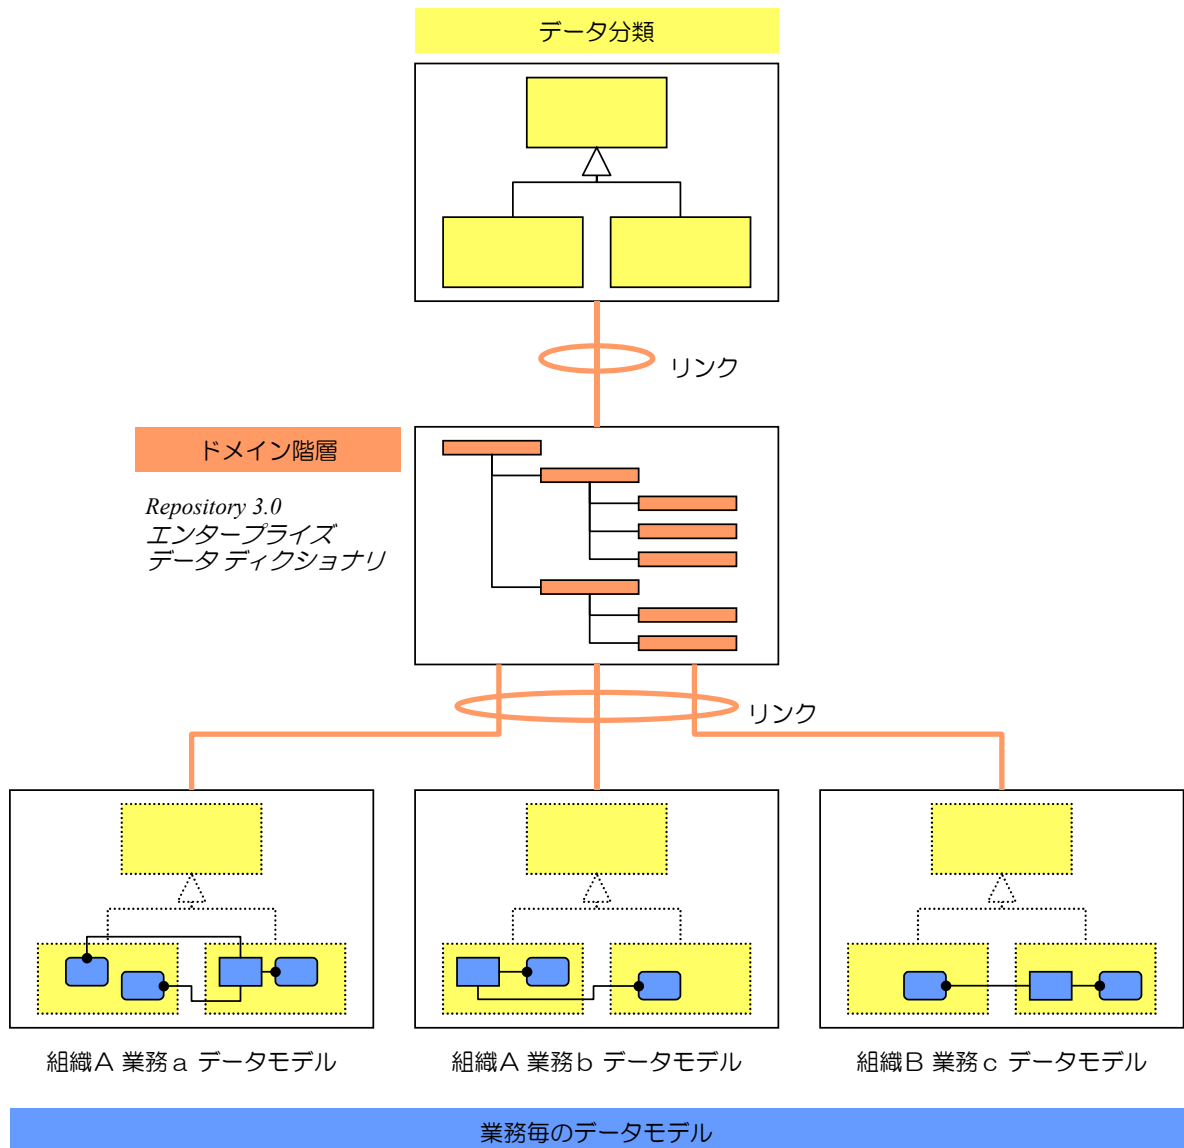 データ分類
リンク
ドメイン階層
Repository 3.0
エンタープライズ
データ ディクショナリ
リンク
組織A 業務a データモデル
組織A 業務b データモデル
組織B 業務c データモデル
業務毎のデータモデル